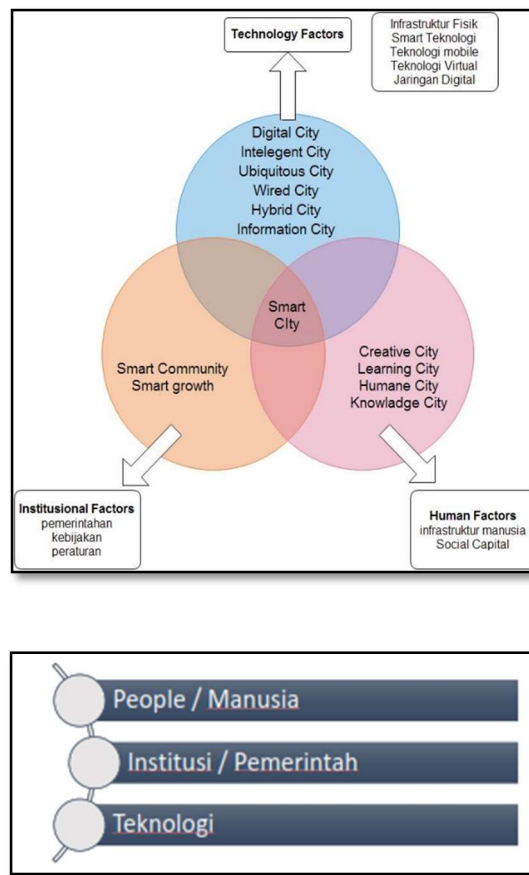 Technology Factors
Infrastruktur Fisik
Smart Teknologi
Teknologi mobile
Teknologi Virtual
Jaringan Digital
Digital City
Intelegent City
Ubiquitous City
Wired City
Hybrid City
Information City
Smart
CIty
Smart Community
Smart growth
Creative City
Learning City
Humane City
Knowladge City
Institusional Factors
pemerintahan
kebijakan
peraturan
Human Factors
infrastruktur manusia
Social Capital
People / Manusia
Institusi / Pemerintah
Teknologi